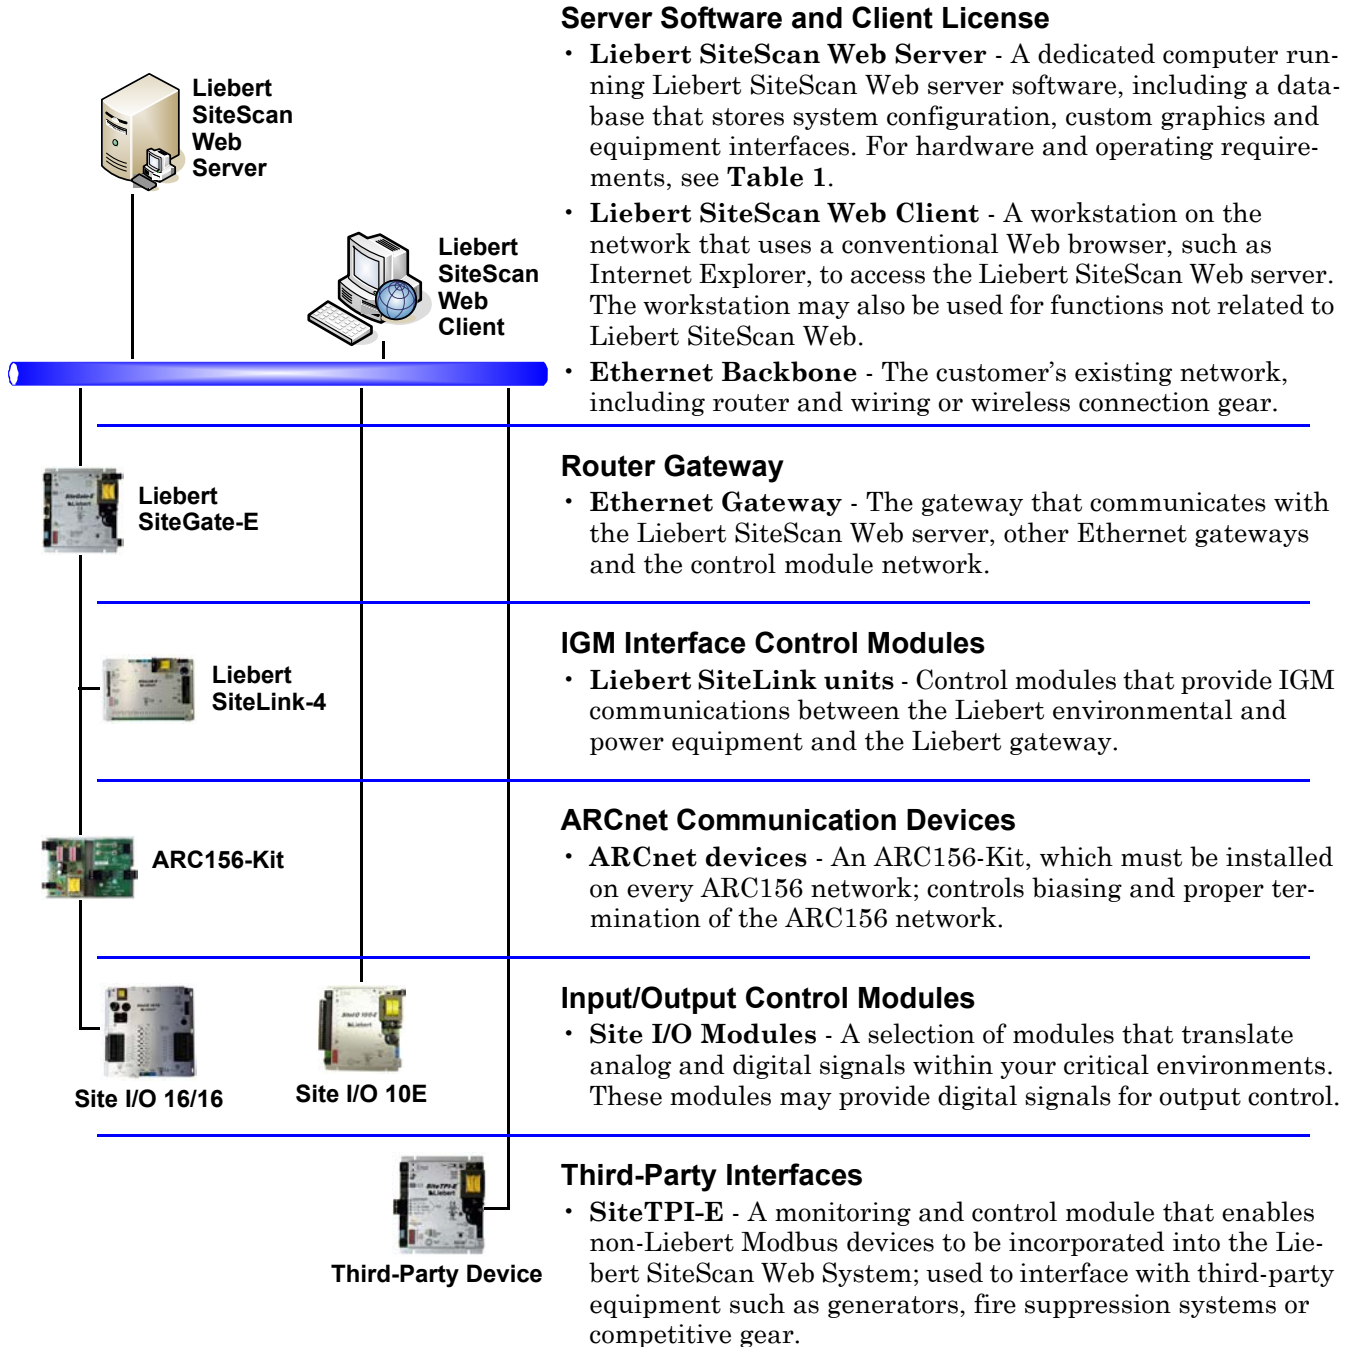 Server Software and Client License
• Liebert SiteScan Web Server - A dedicated computer run-
ning Liebert SiteScan Web server software, including a data-
base that stores system configuration, custom graphics and
equipment interfaces. For hardware and operating require-
ments, see Table 1.
• Liebert SiteScan Web Client - A workstation on the
network that uses a conventional Web browser, such as
Internet Explorer, to access the Liebert SiteScan Web server.
The workstation may also be used for functions not related to
Liebert SiteScan Web.
• Ethernet Backbone - The customer's existing network,
including router and wiring or wireless connection gear.
Liebert
SiteScan
Web
Server
Liebert
SiteScan
Web
Client
Router Gateway
• Ethernet Gateway - The gateway that communicates with
the Liebert SiteScan Web server, other Ethernet gateways
and the control module network.
SiteGate-E
Liebert
Liebert
SiteGate-E
IGM Interface Control Modules
• Liebert SiteLink units - Control modules that provide IGM
communications between the Liebert environmental and
power equipment and the Liebert gateway.
Liebert
SiteLink-4
ARCnet Communication Devices
• ARCnet devices - An ARC156-Kit, which must be installed
on every ARC156 network; controls biasing and proper ter-
mination of the ARC156 network.
ARC156-Kit
Input/Output Control Modules
• Site I/O Modules - A selection of modules that translate
analog and digital signals within your critical environments.
These modules may provide digital signals for output control.
Liebert
Site I/O 16/16
Site I/O 10E
Third-Party Interfaces
• SiteTPI-E - A monitoring and control module that enables
non-Liebert Modbus devices to be incorporated into the Lie-
bert SiteScan Web System; used to interface with third-party
equipment such as generators, fire suppression systems or
competitive gear.
SiteTPI-E
Liebert
Third-Party Device